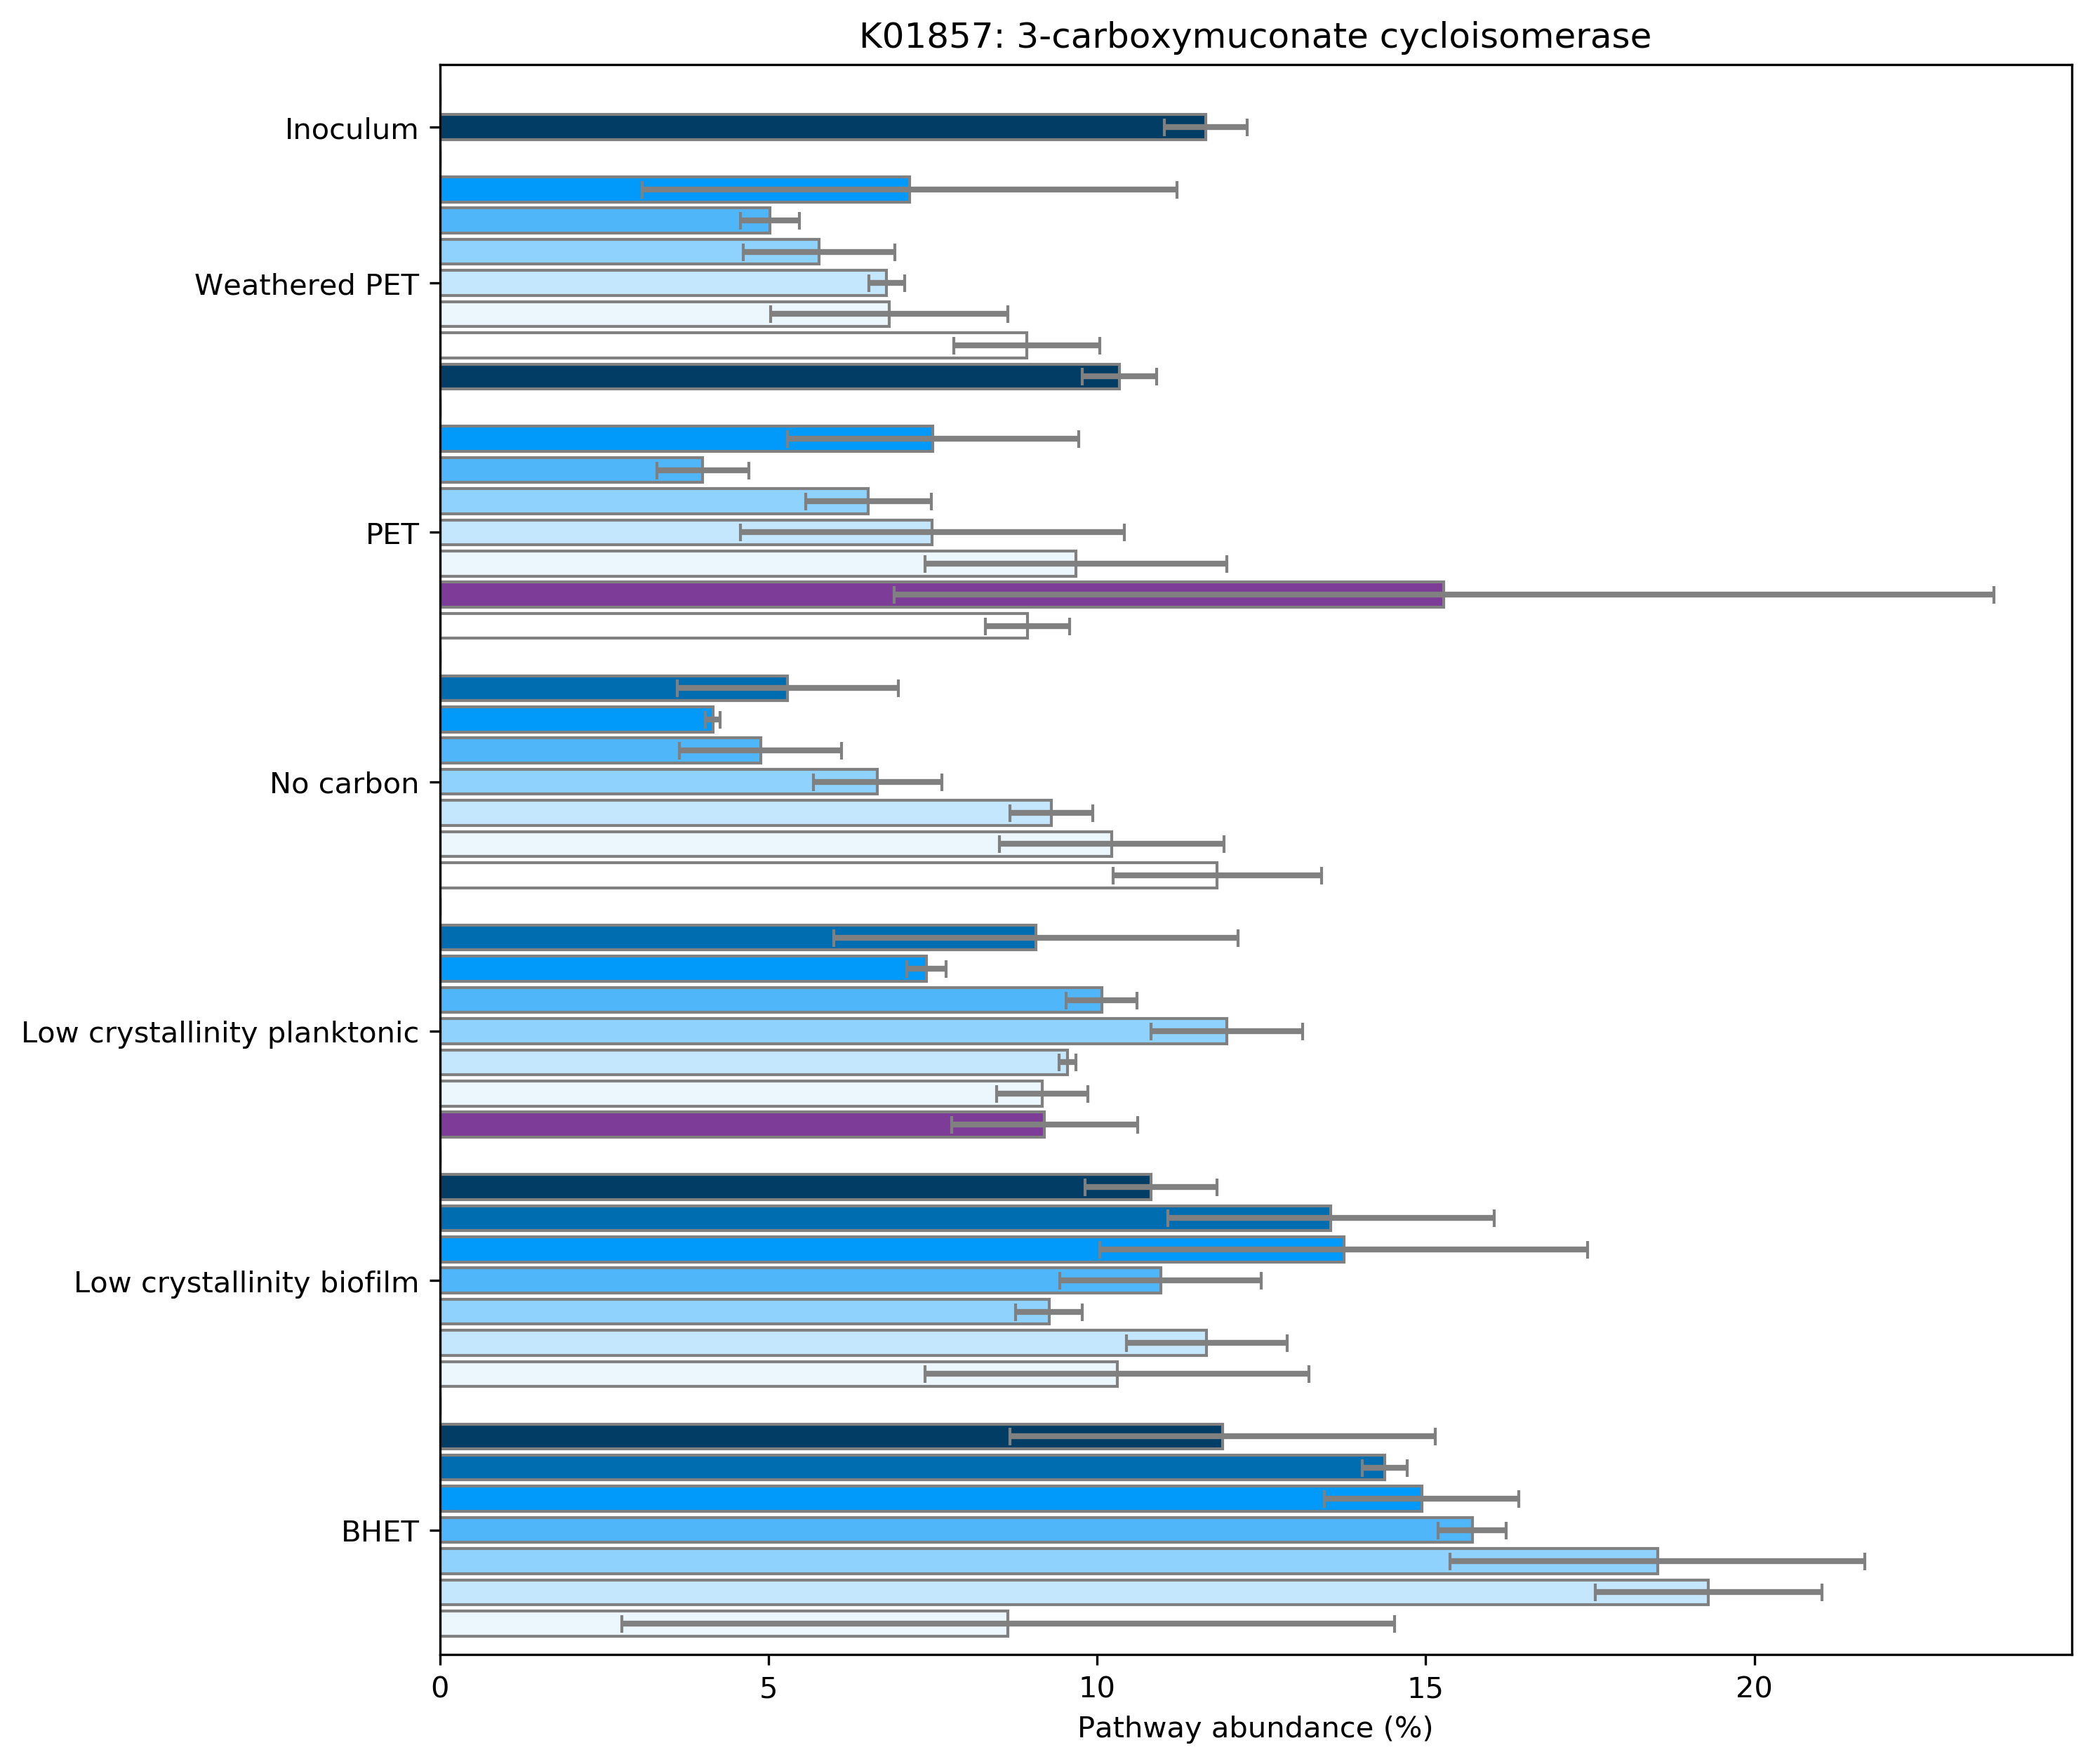 K01857: 3-carboxymuconate cycloisomerase
Inoculum
Weathered PET
PET
No carbon
Low crystallinity planktonic
Low crystallinity biofilm
BHET
0 5 10 15 20
Pathway abundance (%)